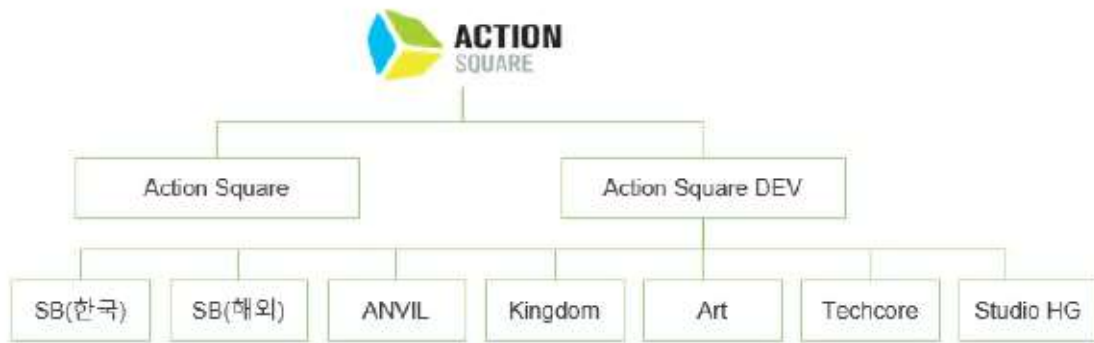 ACTION
SQUARE
Action Square
Action Square DEV
SB(한국)
SB(해외)
ANVIL
Kingdom
Art
Techcore
Studio HG